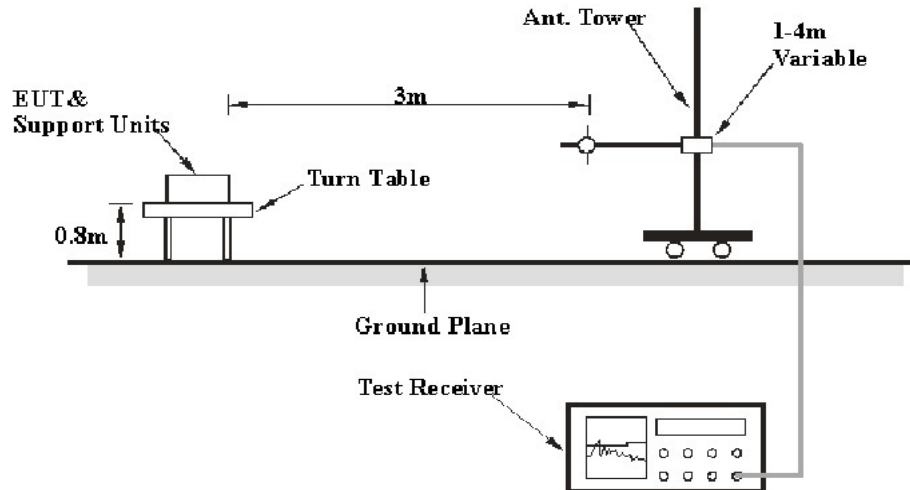 Ant. Tower
1-4m
Variable
3m
EUT&
Support Units
Turn Table
0.8m
Ground Plane
Test Receiver